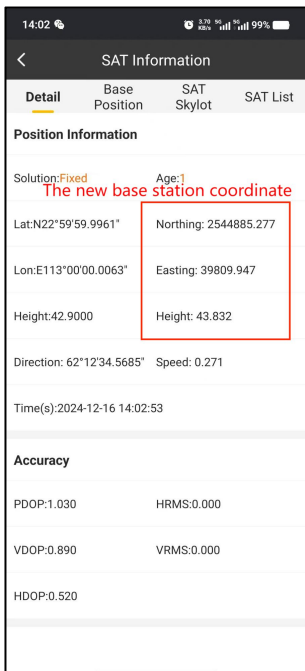 14:02 3.70 KB/s 5G 5G 99%
SAT Information
Detail Base Position SAT Skylot SAT List
Position Information
Solution:Fixed Age:1
The new base station coordinate
Lat:N22°59'59.9961" Northing: 2544885.277
Lon:E113°00'00.0063" Easting: 39809.947
Height:42.9000 Height: 43.832
Direction: 62°12'34.5685" Speed: 0.271
Time(s):2024-12-16 14:02:53
Accuracy
PDOP:1.030 HRMS:0.000
VDOP:0.890 VRMS:0.000
HDOP:0.520